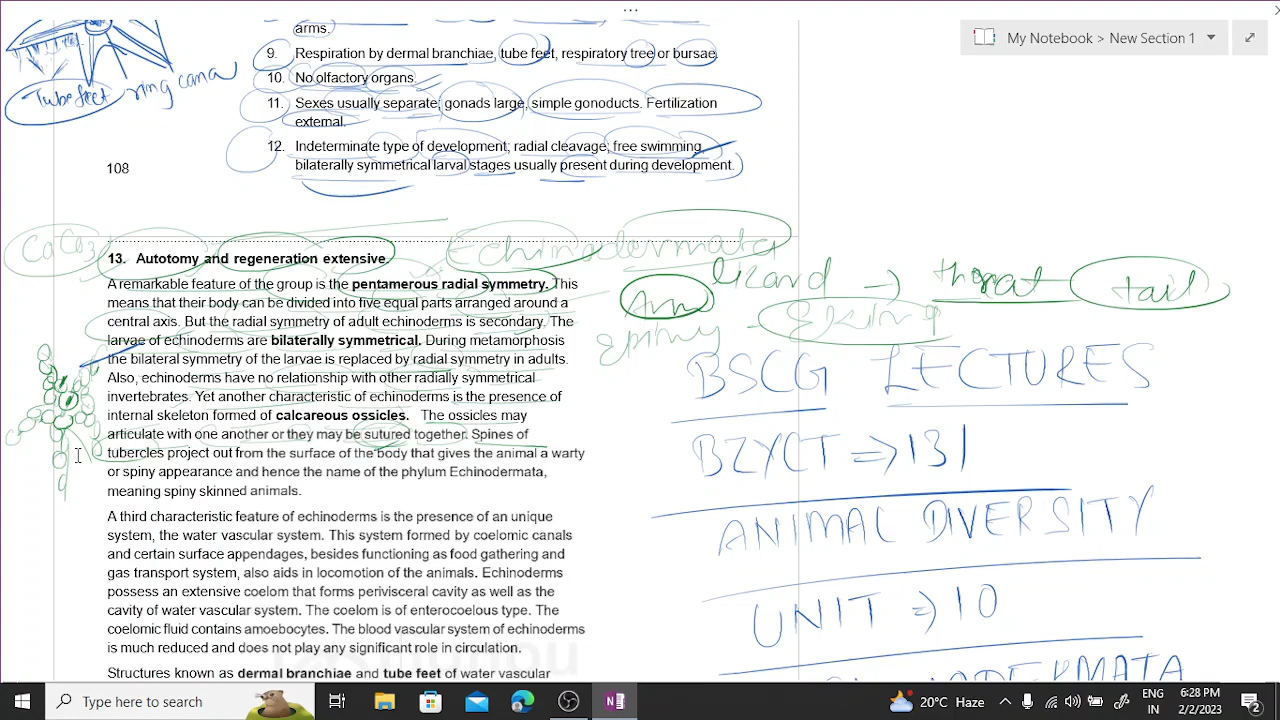 My Notebook > New Section 1
arms.
9. Respiration by dermal branchiae, tube feet, respiratory tree or bursae.
10. No olfactory organs.
11. Sexes usually separate; gonads large, simple gonoducts. Fertilization
external.
12. Indeterminate type of development; radial cleavage; free swimming,
bilaterally symmetrical larval stages usually present during development.
Tube feet ring cana
108
CaCo3
Echinodermata
13. Autotomy and regeneration extensive.
A remarkable feature of the group is the pentamerous radial symmetry. This
means that their body can be divided into five equal parts arranged around a
central axis. But the radial symmetry of adult echinoderms is secondary. The
larvae of echinoderms are bilaterally symmetrical. During metamorphosis
the bilateral symmetry of the larvae is replaced by radial symmetry in adults.
Also, echinoderms have no relationship with other radially symmetrical
invertebrates. Yet another characteristic of echinoderms is the presence of
internal skeleton formed of calcareous ossicles. The ossicles may
articulate with one another or they may be sutured together. Spines of
tubercles project out from the surface of the body that gives the animal a warty
or spiny appearance and hence the name of the phylum Echinodermata,
meaning spiny skinned animals.
A third characteristic feature of echinoderms is the presence of an unique
system, the water vascular system. This system formed by coelomic canals
and certain surface appendages, besides functioning as food gathering and
gas transport system, also aids in locomotion of the animals. Echinoderms
possess an extensive coelom that forms perivisceral cavity as well as the
cavity of water vascular system. The coelom is of enterocoelous type. The
coelomic fluid contains amoebocytes. The blood vascular system of echinoderms
is much reduced and does not play any significant role in circulation.
Structures known as dermal branchiae and tube feet of water vascular
lizard → threat tail
Arm
Spiny - Skin
BSCG LECTURES
BZYCT => 131
ANIMAL DIVERSITY
UNIT => 10
Type here to search
20°C Haze
ENG
IN
6:28 PM
2/2/2023
2